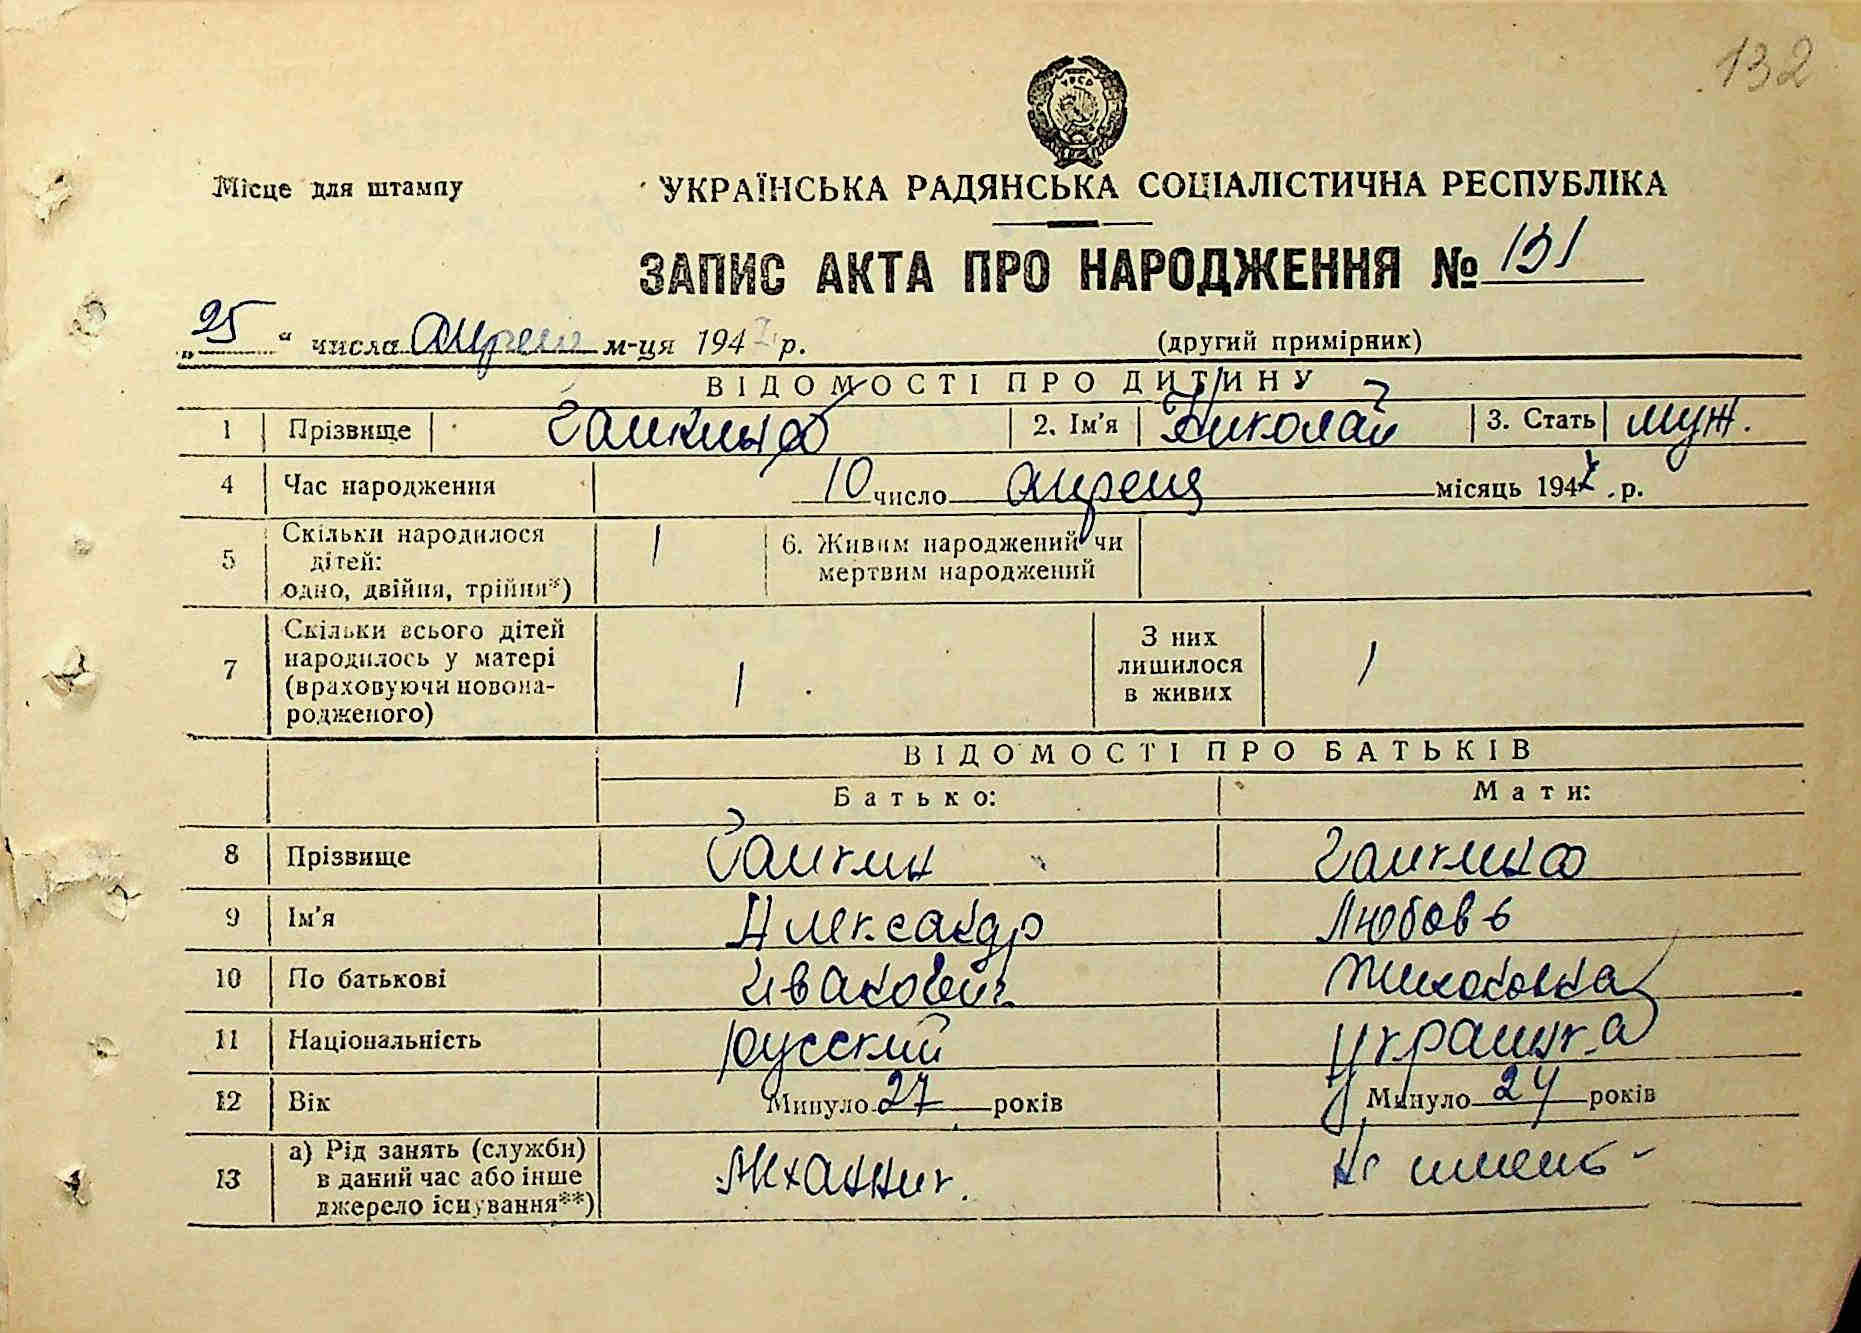 132
Місце для штампу
УКРАЇНСЬКА РАДЯНСЬКА СОЦІАЛІСТИЧНА РЕСПУБЛІКА
ЗАПИС АКТА ПРО НАРОДЖЕННЯ № 131
„25“ числа апреля м-ця 1947 р. (другий примірник)
ВІДОМОСТІ ПРО ДИТИНУ
1 Прізвище 2. Ім'я Николай 3. Стать муж.
4 Час народження 10 число апреля місяць 1947 р.
5 Скільки народилося дітей: одно, двійня, трійня*) 1 6. Живим народжений чи мертвим народжений
7 Скільки всього дітей народилось у матері (враховуючи новонародженого) 1 З них лишилося в живих 1
ВІДОМОСТІ ПРО БАТЬКІВ
Батько: Мати:
8 Прізвище
9 Ім'я Александр Любовь
10 По батькові Иванович
11 Національність русский украинка
12 Вік Минуло 27 років Минуло 24 років
13 а) Рід занять (служби) в даний час або інше джерело існування**) Механик.